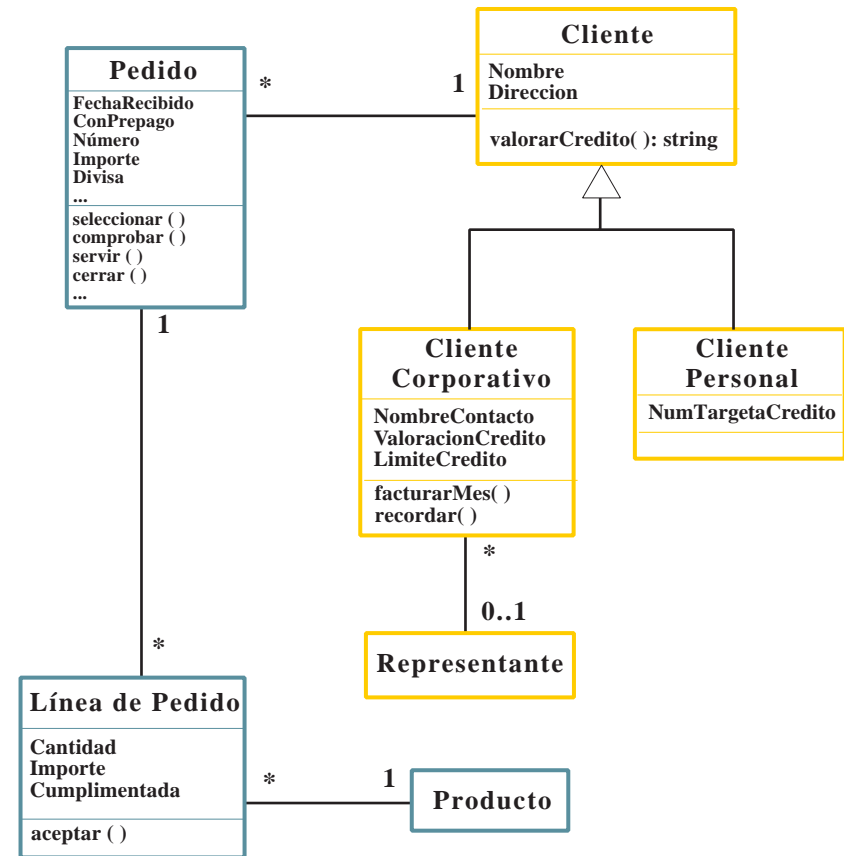 Pedido
FechaRecibido
ConPrepago
Número
Importe
Divisa
...
seleccionar ( )
comprobar ( )
servir ( )
cerrar ( )
...
*
1
Cliente
Nombre
Direccion
valorarCredito( ): string
Cliente
Corporativo
NombreContacto
ValoracionCredito
LimiteCredito
facturarMes( )
recordar( )
Cliente
Personal
NumTargetaCredito
*
0..1
Representante
1
*
Línea de Pedido
Cantidad
Importe
Cumplimentada
aceptar ( )
*
1
Producto